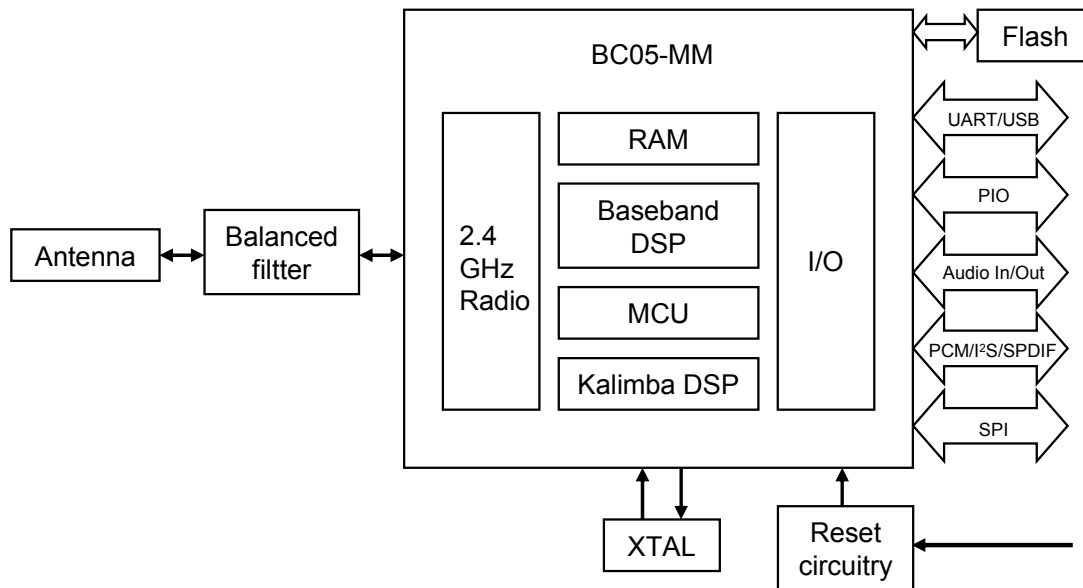 Flash
BC05-MM
UART/USB
RAM
PIO
Baseband
DSP
2.4
GHz
Radio
I/O
Balanced
filtter
Antenna
Audio In/Out
MCU
PCM/I²S/SPDIF
Kalimba DSP
SPI
XTAL
Reset
circuitry